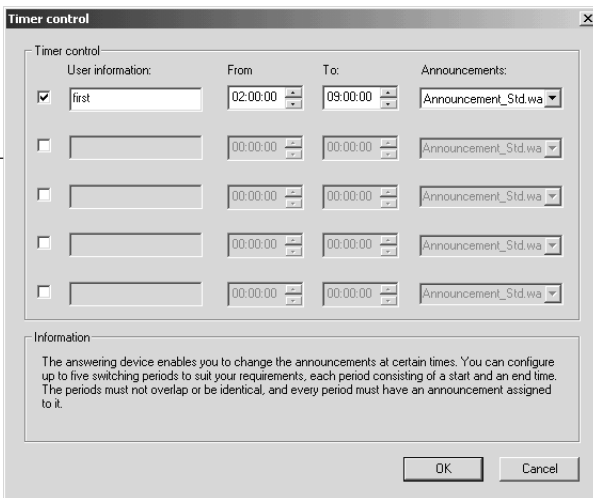 Timer control
Timer control
User information: From To: Announcements:
first 02:00:00 09:00:00 Announcement_Std.wa
00:00:00 00:00:00 Announcement_Std.wa
00:00:00 00:00:00 Announcement_Std.wa
00:00:00 00:00:00 Announcement_Std.wa
00:00:00 00:00:00 Announcement_Std.wa
Information
The answering device enables you to change the announcements at certain times. You can configure
up to five switching periods to suit your requirements, each period consisting of a start and an end time.
The periods must not overlap or be identical, and every period must have an announcement assigned
to it.
OK Cancel